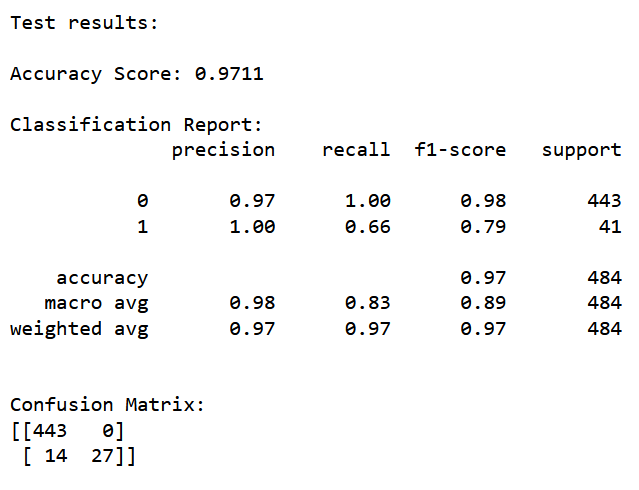 Test results:
Accuracy Score: 0.9711
Classification Report:
precision recall f1-score support
0 0.97 1.00 0.98 443
1 1.00 0.66 0.79 41
accuracy 0.97 484
macro avg 0.98 0.83 0.89 484
weighted avg 0.97 0.97 0.97 484
Confusion Matrix:
[[443 0]
[ 14 27]]